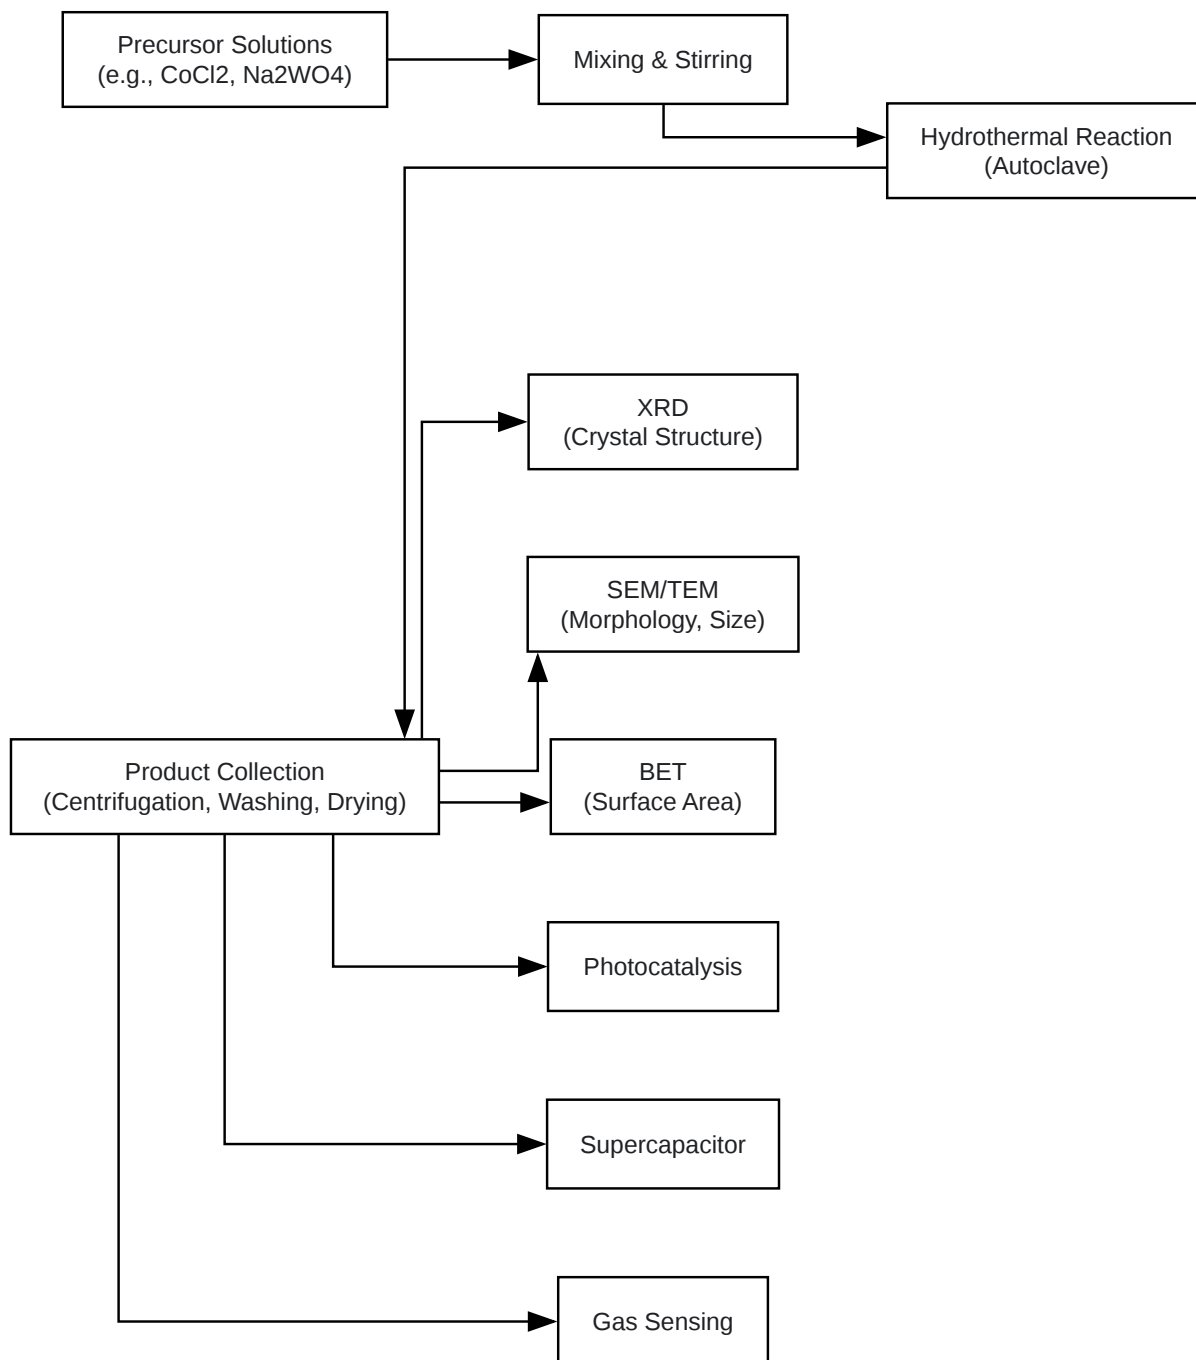 Precursor Solutions
(e.g., CoCl2, Na2WO4)
Mixing & Stirring
Hydrothermal Reaction
(Autoclave)
XRD
(Crystal Structure)
SEM/TEM
(Morphology, Size)
Product Collection
(Centrifugation, Washing, Drying)
BET
(Surface Area)
Photocatalysis
Supercapacitor
Gas Sensing